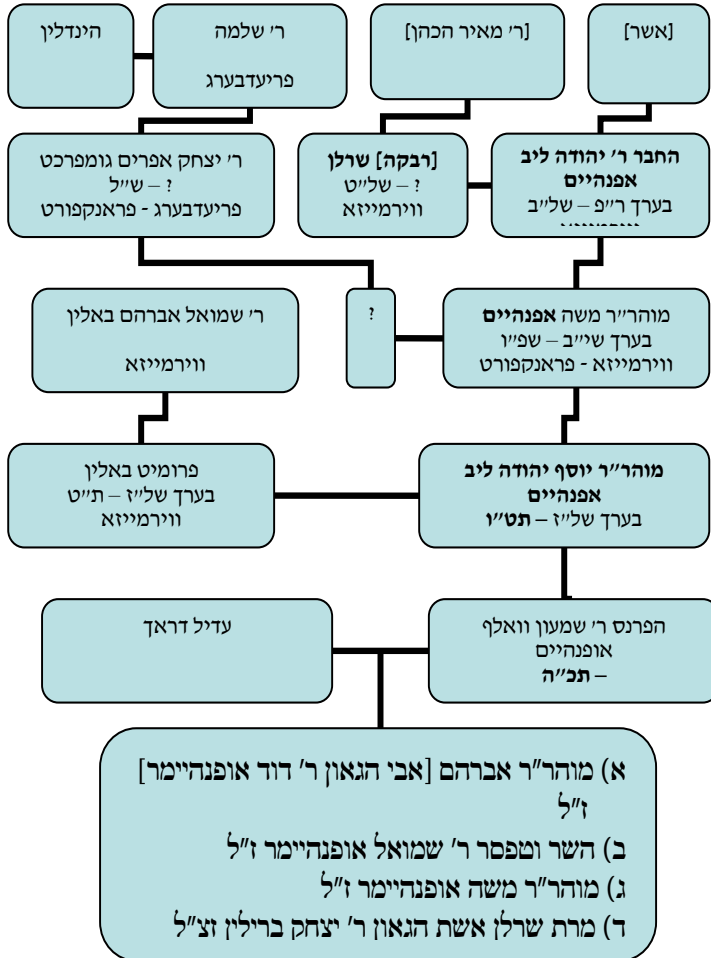 [אשר]
[ר' מאיר הכהן]
ר' שלמה
פריעדבערג
הינדלין
החבר ר' יהודה ליב
אפנהיים
בערך ר"פ – של"ב
[רבקה] שרלן
? – של"ט
ווירמייזא
ר' יצחק אפרים גומפרכט
? – ש"ל
פריעדבערג - פראנקפורט
מוהר"ר משה אפנהיים
בערך שי"ב – שפ"ו
ווירמייזא - פראנקפורט
?
ר' שמואל אברהם באלין
ווירמייזא
מוהר"ר יוסף יהודה ליב
אפנהיים
בערך של"ז – תט"ו
פרומיט באלין
בערך של"ז – ת"ט
ווירמייזא
הפרנס ר' שמעון וואלף
אופנהיים
– תכ"ה
עדיל דראך
א) מוהר"ר אברהם [אבי הגאון ר' דוד אופנהיימר]
ז"ל
ב) השר וטפסר ר' שמואל אופנהיימר ז"ל
ג) מוהר"ר משה אופנהיימר ז"ל
ד) מרת שרלן אשת הגאון ר' יצחק ברילין זצ"ל